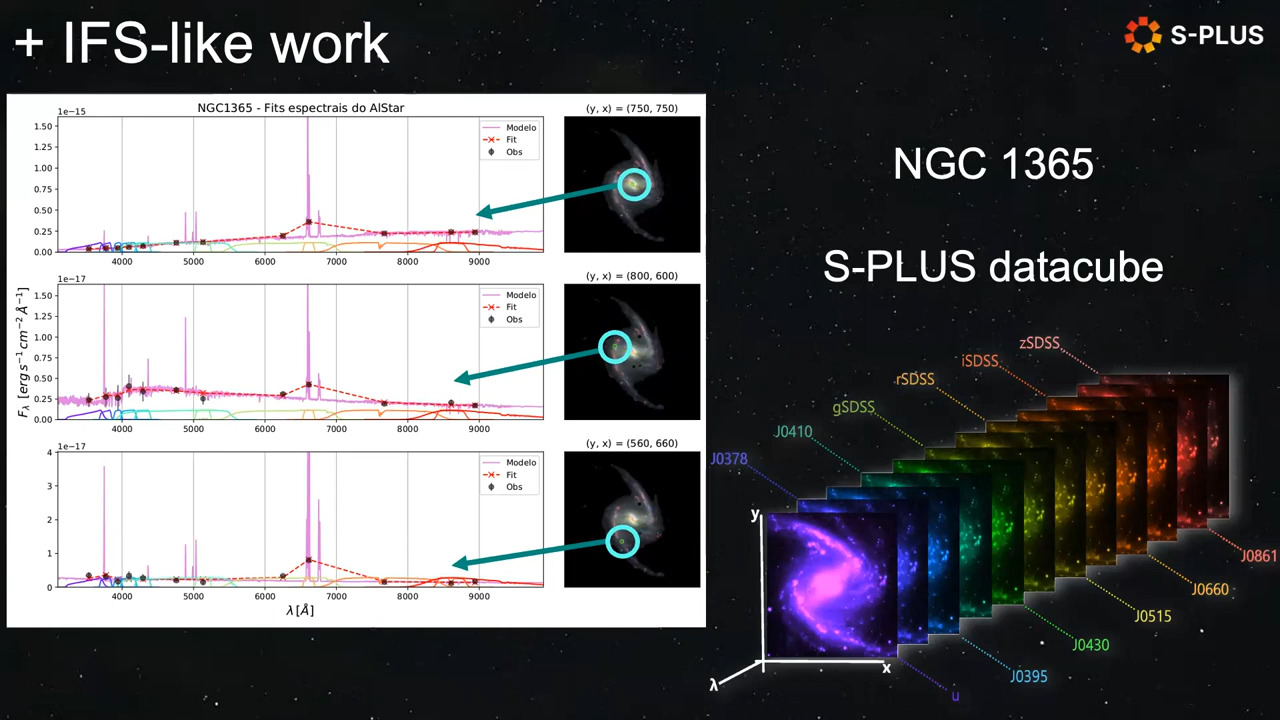 + IFS-like work
S-PLUS
NGC1365 - Fits espectrais do AlStar
1e−15
(y, x) = (750, 750)
1.50
1.25
1.00
0.75
0.50
0.25
0.00
Modelo
Fit
Obs
4000 5000 6000 7000 8000 9000
1e−17
(y, x) = (800, 600)
1.50
1.25
1.00
0.75
0.50
0.25
0.00
Modelo
Fit
Obs
4000 5000 6000 7000 8000 9000
1e−17
(y, x) = (560, 660)
4
3
2
1
0
Modelo
Fit
Obs
4000 5000 6000 7000 8000 9000
Fλ [erg s−1 cm−2 Å−1]
λ [Å]
NGC 1365
S-PLUS datacube
zSDSS
iSDSS
rSDSS
gSDSS
J0410
J0378
y
x
λ
u
J0395
J0430
J0515
J0660
J0861